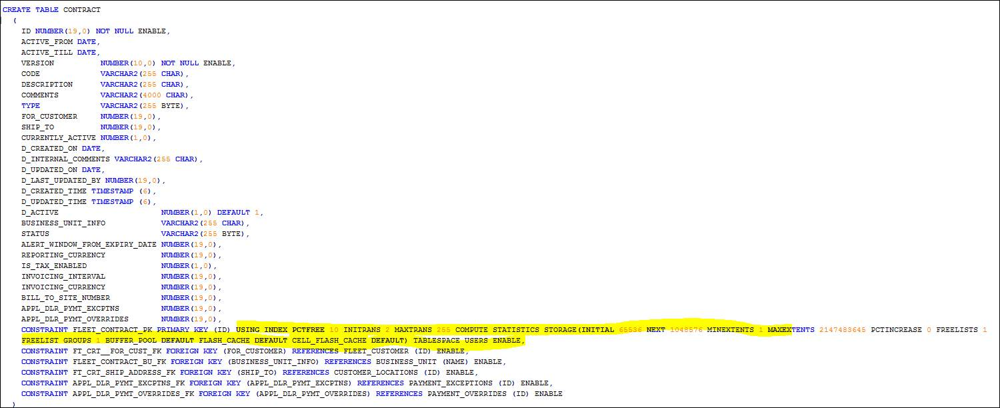 CREATE TABLE CONTRACT
(
ID NUMBER(19,0) NOT NULL ENABLE,
ACTIVE_FROM DATE,
ACTIVE_TILL DATE,
VERSION NUMBER(10,0) NOT NULL ENABLE,
CODE VARCHAR2(255 CHAR),
DESCRIPTION VARCHAR2(255 CHAR),
COMMENTS VARCHAR2(4000 CHAR),
TYPE VARCHAR2(255 BYTE),
FOR_CUSTOMER NUMBER(19,0),
SHIP_TO NUMBER(19,0),
CURRENTLY_ACTIVE NUMBER(1,0),
D_CREATED_ON DATE,
D_INTERNAL_COMMENTS VARCHAR2(255 CHAR),
D_UPDATED_ON DATE,
D_LAST_UPDATED_BY NUMBER(19,0),
D_CREATED_TIME TIMESTAMP (6),
D_UPDATED_TIME TIMESTAMP (6),
D_ACTIVE NUMBER(1,0) DEFAULT 1,
BUSINESS_UNIT_INFO VARCHAR2(255 CHAR),
STATUS VARCHAR2(255 BYTE),
ALERT_WINDOW_FROM_EXPIRY_DATE NUMBER(19,0),
REPORTING_CURRENCY NUMBER(19,0),
IS_TAX_ENABLED NUMBER(1,0),
INVOICING_INTERVAL NUMBER(19,0),
INVOICING_CURRENCY NUMBER(19,0),
BILL_TO_SITE_NUMBER NUMBER(19,0),
APPL_DLR_PYMT_EXCPTNS NUMBER(19,0),
APPL_DLR_PYMT_OVERRIDES NUMBER(19,0),
CONSTRAINT FLEET_CONTRACT_PK PRIMARY KEY (ID) USING INDEX PCTFREE 10 INITRANS 2 MAXTRANS 255 COMPUTE STATISTICS STORAGE(INITIAL 65536 NEXT 1048576 MINEXTENTS 1 MAXEXTENTS 2147483645 PCTINCREASE 0 FREELISTS 1
FREELIST GROUPS 1 BUFFER_POOL DEFAULT FLASH_CACHE DEFAULT CELL_FLASH_CACHE DEFAULT) TABLESPACE USERS ENABLE,
CONSTRAINT FT_CRT__FOR_CUST_FK FOREIGN KEY (FOR_CUSTOMER) REFERENCES FLEET_CUSTOMER (ID) ENABLE,
CONSTRAINT FLEET_CONTRACT_BU_FK FOREIGN KEY (BUSINESS_UNIT_INFO) REFERENCES BUSINESS_UNIT (NAME) ENABLE,
CONSTRAINT FT_CRT_SHIP_ADDRESS_FK FOREIGN KEY (SHIP_TO) REFERENCES CUSTOMER_LOCATIONS (ID) ENABLE,
CONSTRAINT APPL_DLR_PYMT_EXCPTNS_FK FOREIGN KEY (APPL_DLR_PYMT_EXCPTNS) REFERENCES PAYMENT_EXCEPTIONS (ID) ENABLE,
CONSTRAINT APPL_DLR_PYMT_OVERRIDES_FK FOREIGN KEY (APPL_DLR_PYMT_OVERRIDES) REFERENCES PAYMENT_OVERRIDES (ID) ENABLE
)